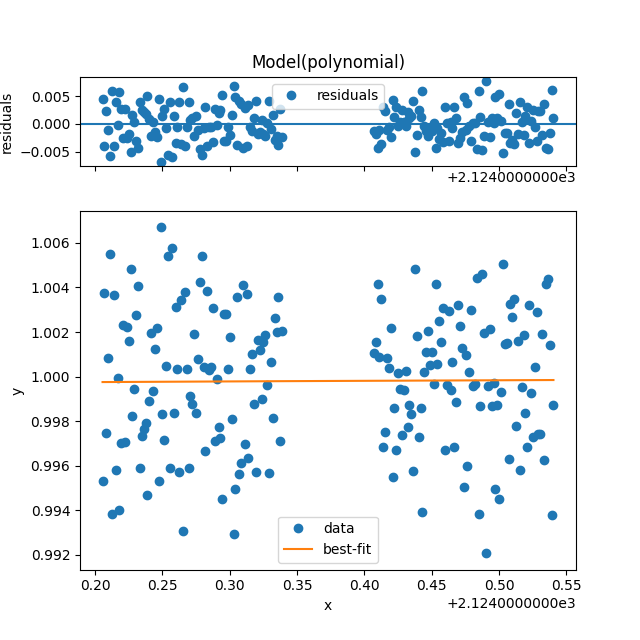 Model(polynomial)
residuals
0.005
0.000
−0.005
residuals
+2.1240000000e3
1.006
1.004
1.002
1.000
0.998
0.996
0.994
0.992
y
data
best-fit
0.20 0.25 0.30 0.35 0.40 0.45 0.50 0.55
x
+2.1240000000e3